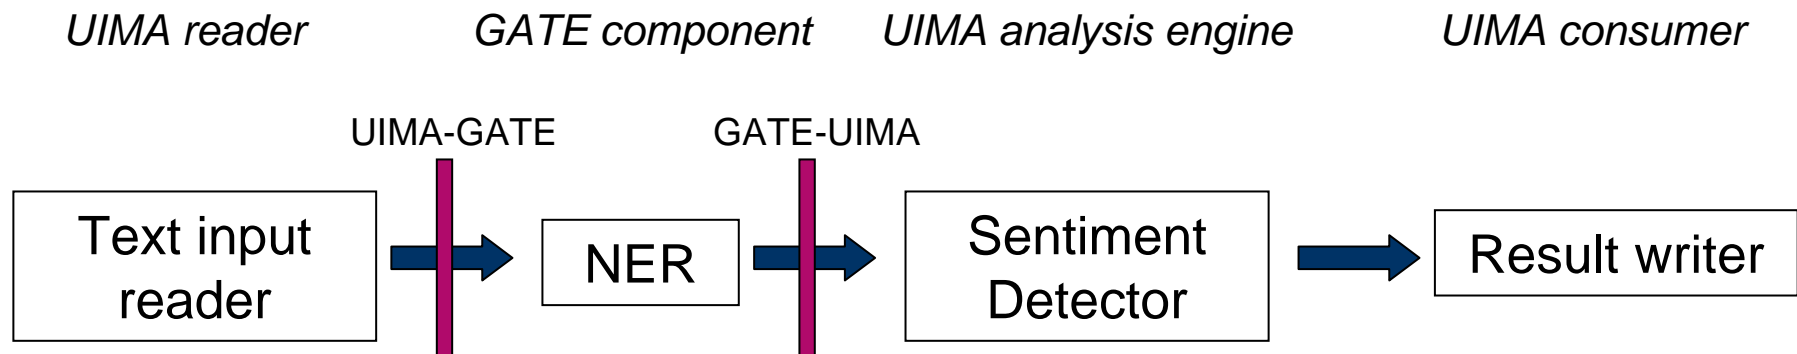 UIMA reader
GATE component
UIMA analysis engine
UIMA consumer
UIMA-GATE
GATE-UIMA
Text input
reader
NER
Sentiment
Detector
Result writer